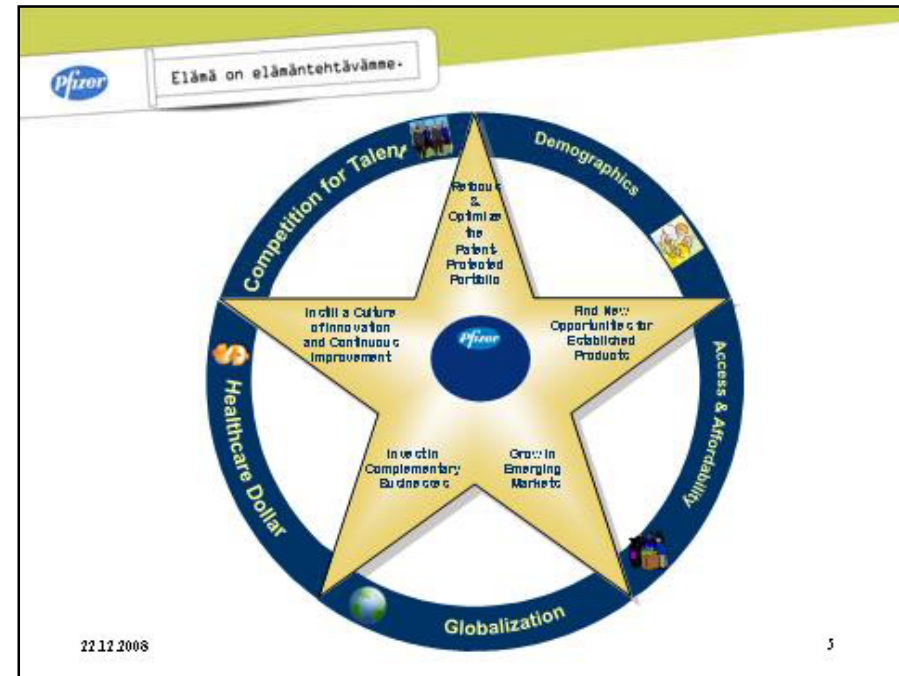 Pfizer
Elämä on elämäntehtävämme.
Competition for Talent
Demographics
Refocus
&
Optimize
the
Patent-
Protected
Portfolio
Instill a Culture
of Innovation
and Continuous
Improvement
Pfizer
Find New
Opportunities for
Established
Products
Access & Affordability
Healthcare Dollar
Invest in
Complementary
Businesses
Grow in
Emerging
Markets
Globalization
22.12.2008
5